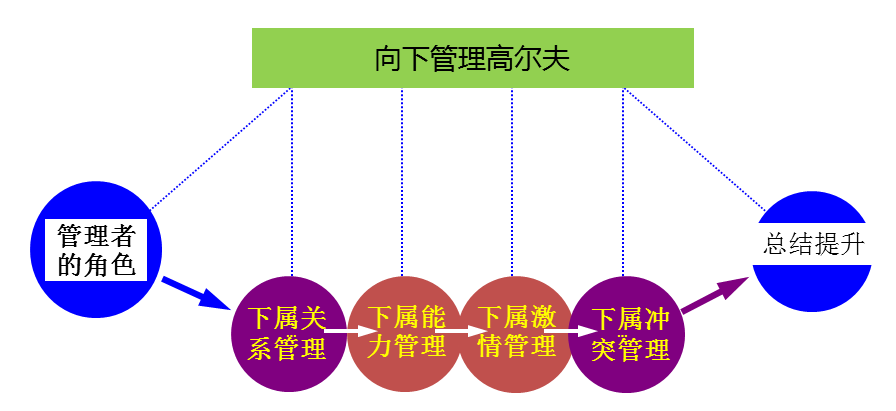 向下管理高尔夫
管理者
的角色
总结提升
下属关
系管理
下属能
力管理
下属激
情管理
下属冲
突管理